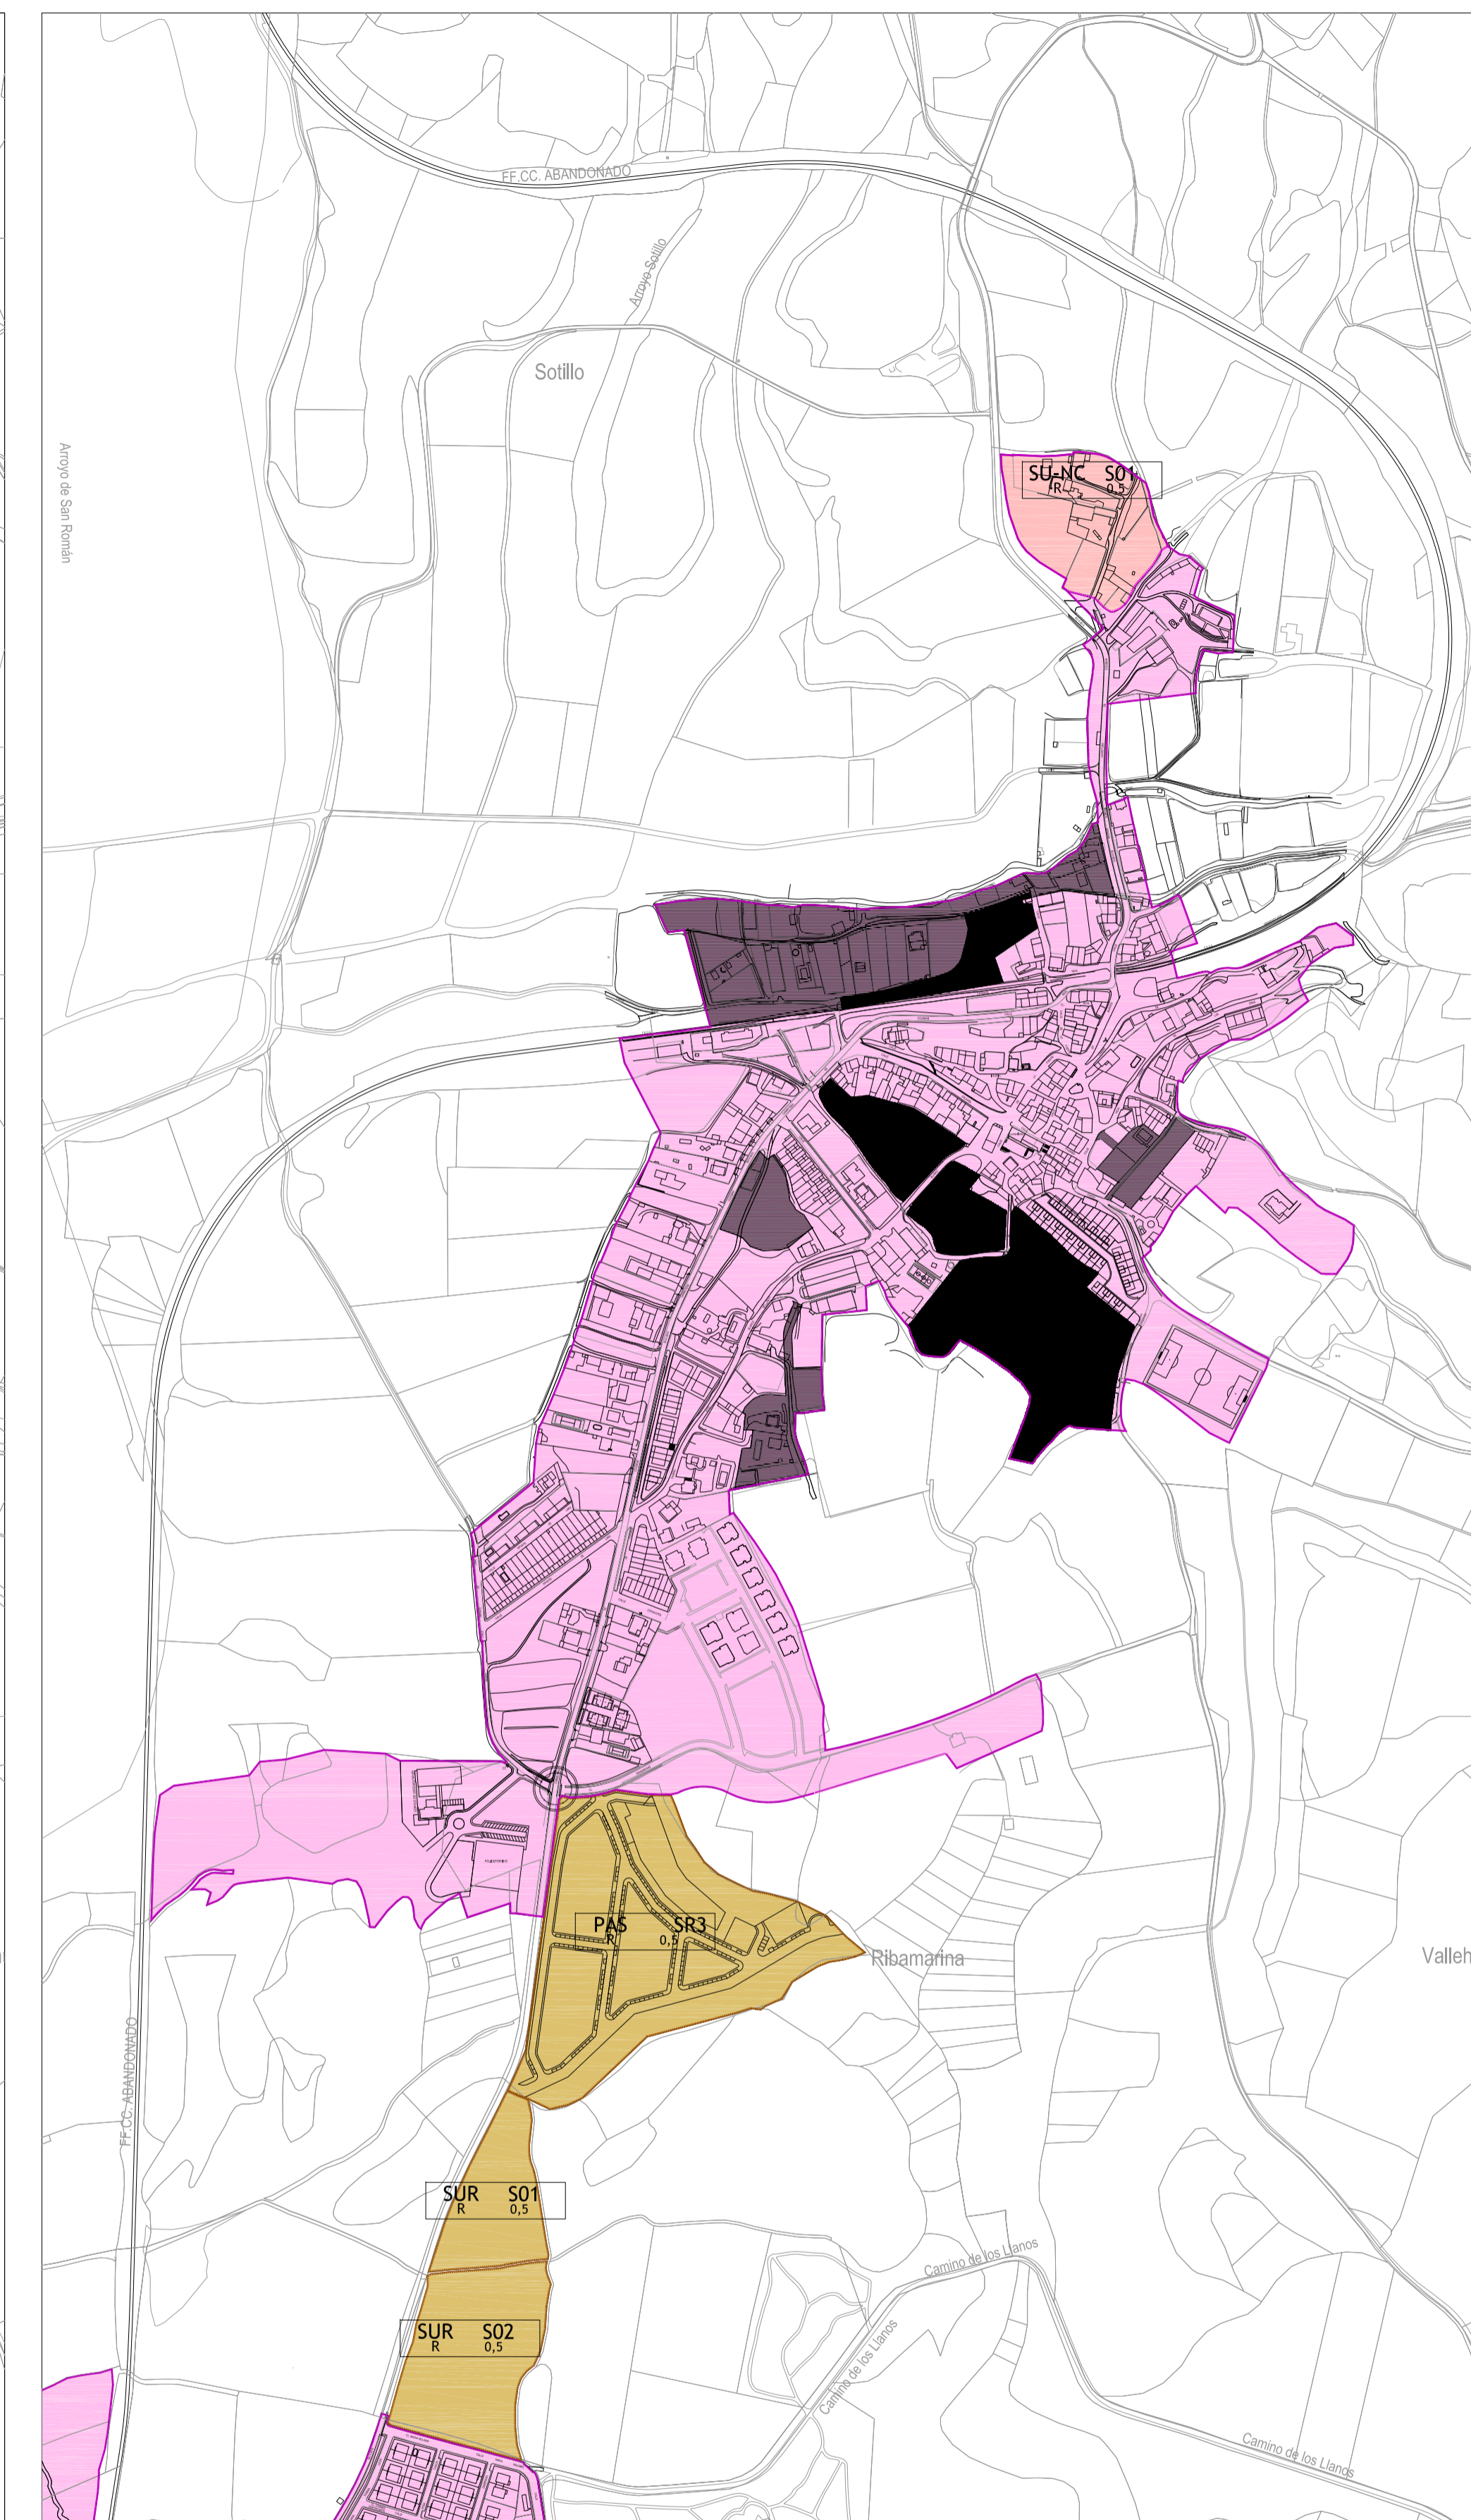 FF.CC. ABANDONADO
Arroyo Sotillo
Sotillo
Arroyo de San Román
SU-NC S01
R 0,5
PAS SR3
R 0,5
Ribamarina
Valleh
FF.CC. ABANDONADO
SUR S01
R 0,5
Camino de los Llanos
SUR S02
R 0,5
Camino de los Llanos
Camino de los Llanos